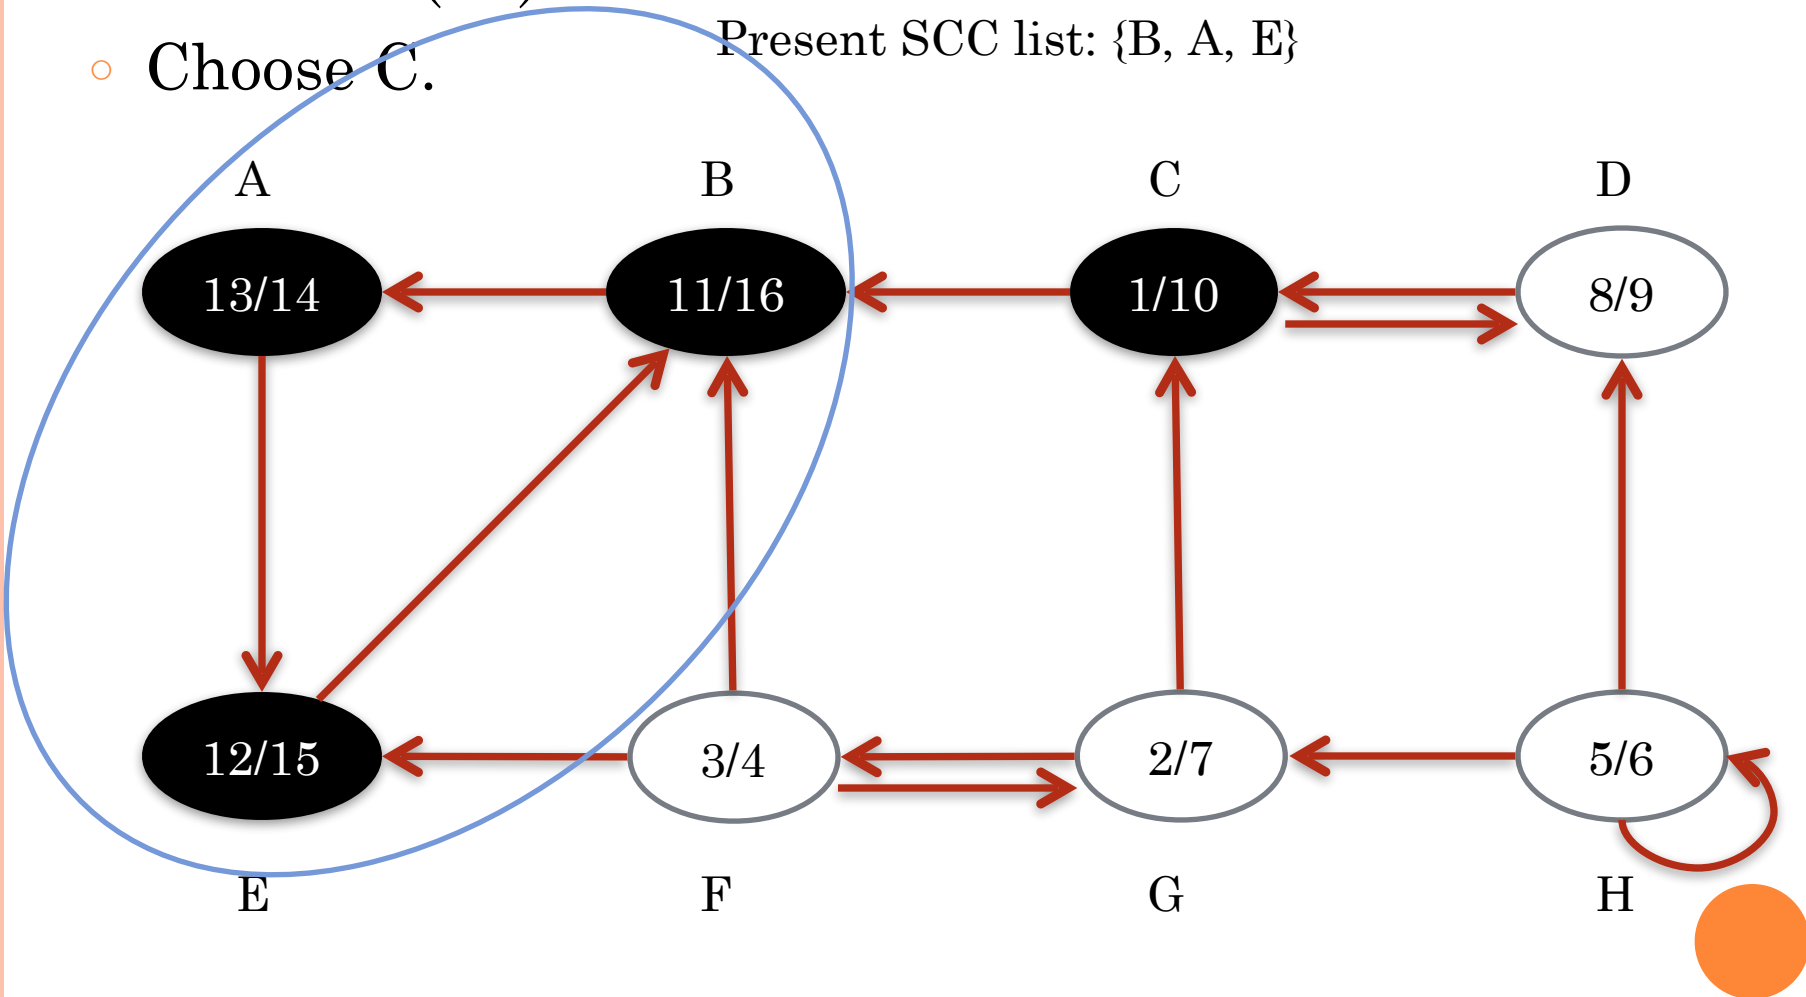 Present SCC list: {B, A, E}
Choose C.
A B C D
13/14 11/16 1/10 8/9
12/15 3/4 2/7 5/6
E F G H